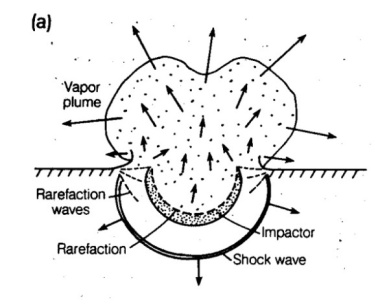 (a)
Vapor
plume
Rarefaction
waves
Rarefaction
Impactor
Shock wave